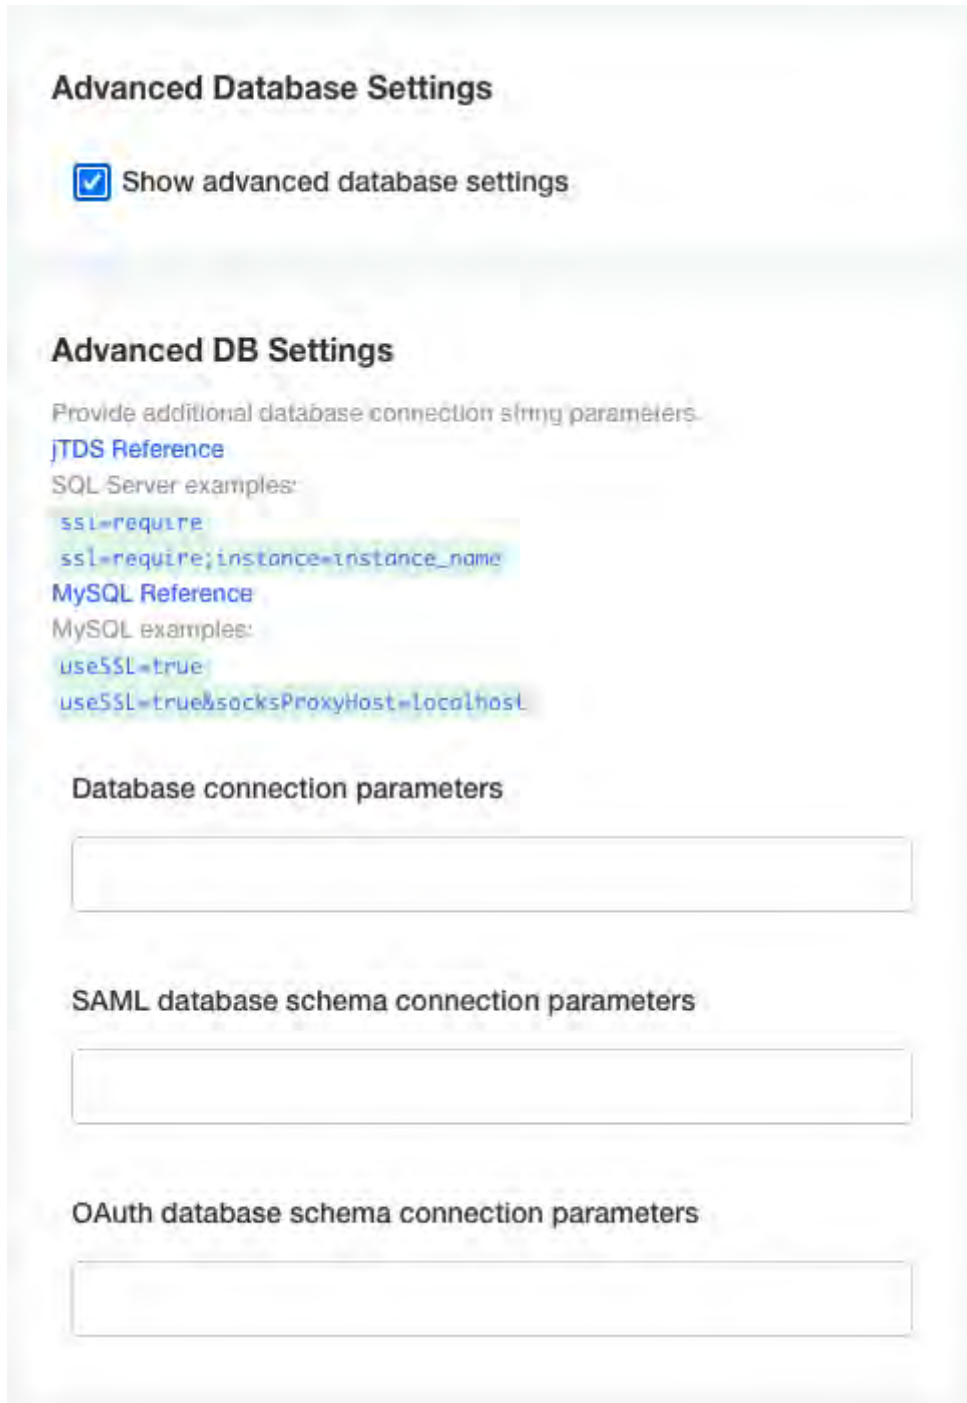 Advanced Database Settings
Show advanced database settings
Advanced DB Settings
Provide additional database connection string parameters.
jTDS Reference
SQL Server examples:
ssl=require
ssl=require;instance=instance_name
MySQL Reference
MySQL examples:
useSSL=true
useSSL=true&socksProxyHost=localhost
Database connection parameters
SAML database schema connection parameters
OAuth database schema connection parameters